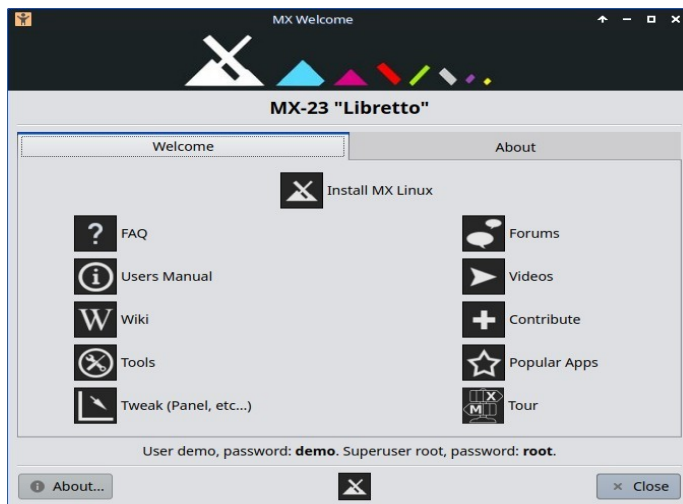 MX Welcome
MX-23 "Libretto"
Welcome
About
Install MX Linux
FAQ
Forums
Users Manual
Videos
W
Wiki
Contribute
Tools
Popular Apps
Tweak (Panel, etc...)
X
M
Tour
User demo, password: demo. Superuser root, password: root.
About...
Close